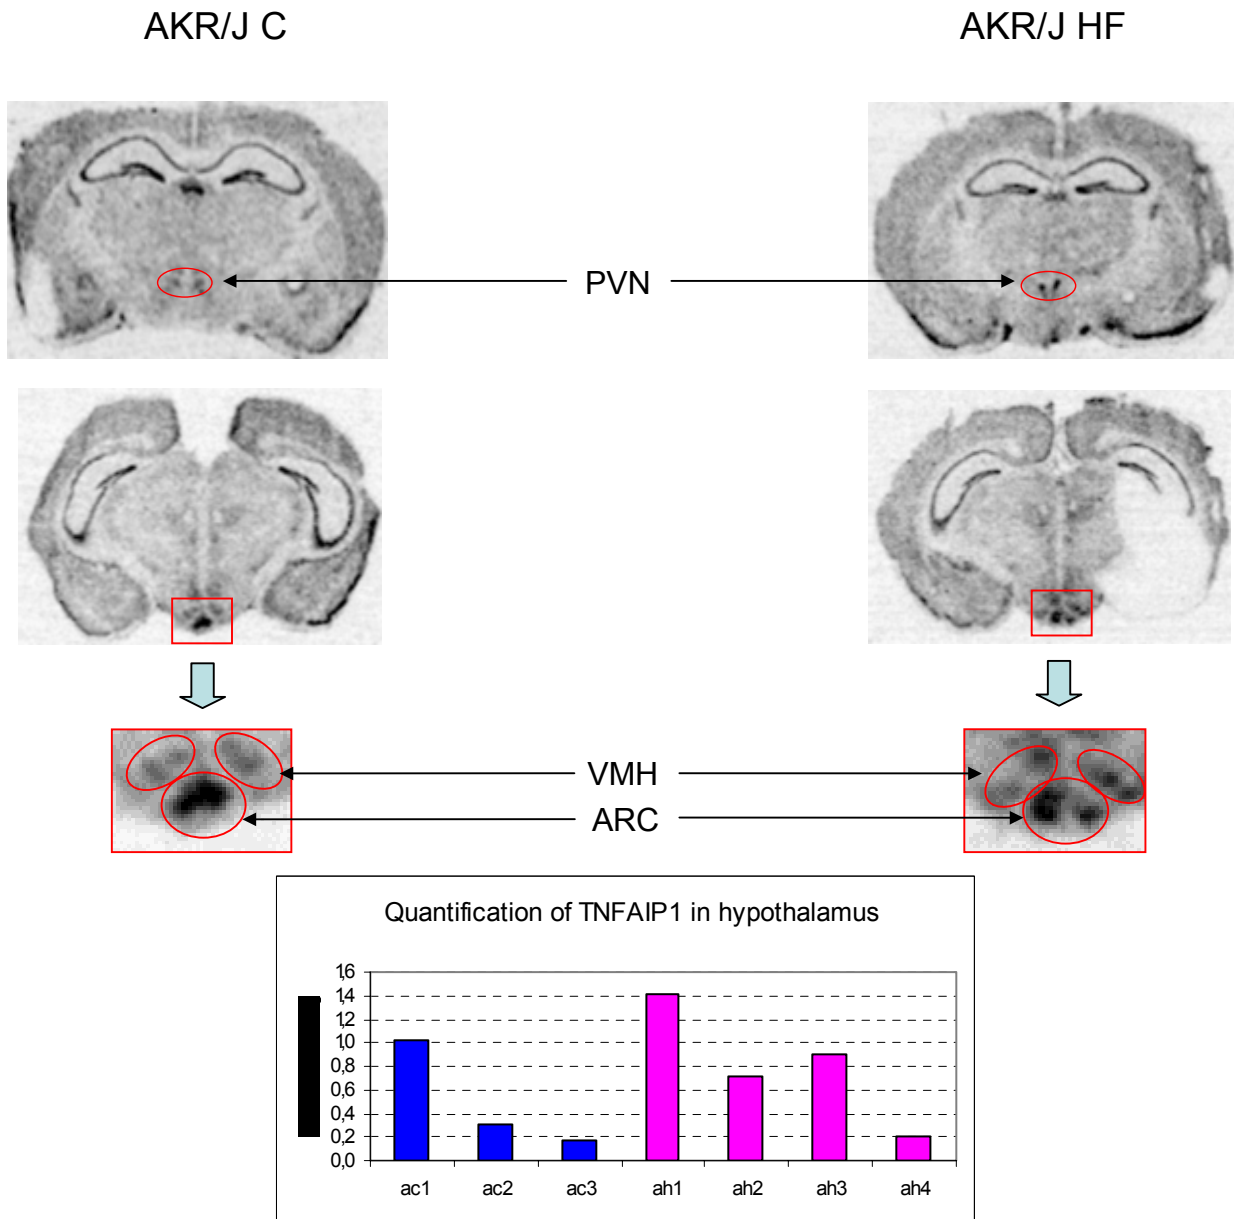 AKR/J C
AKR/J HF
PVN
VMH
ARC
Quantification of TNFAIP1 in hypothalamus
1,6
1,4
1,2
1,0
0,8
0,6
0,4
0,2
0,0
ac1 ac2 ac3 ah1 ah2 ah3 ah4